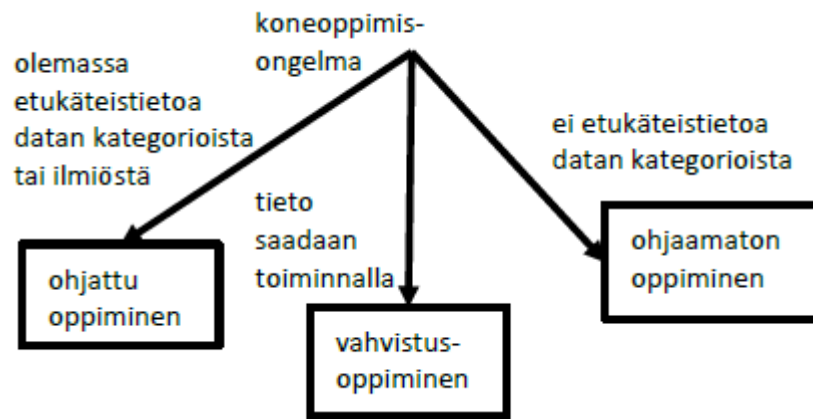 koneoppimis-
ongelma
olemassa
etukäteistietoa
datan kategorioista
tai ilmiöstä
ei etukäteistietoa
datan kategorioista
tieto
saadaan
toiminnalla
ohjattu
oppiminen
vahvistus-
oppiminen
ohjaamaton
oppiminen